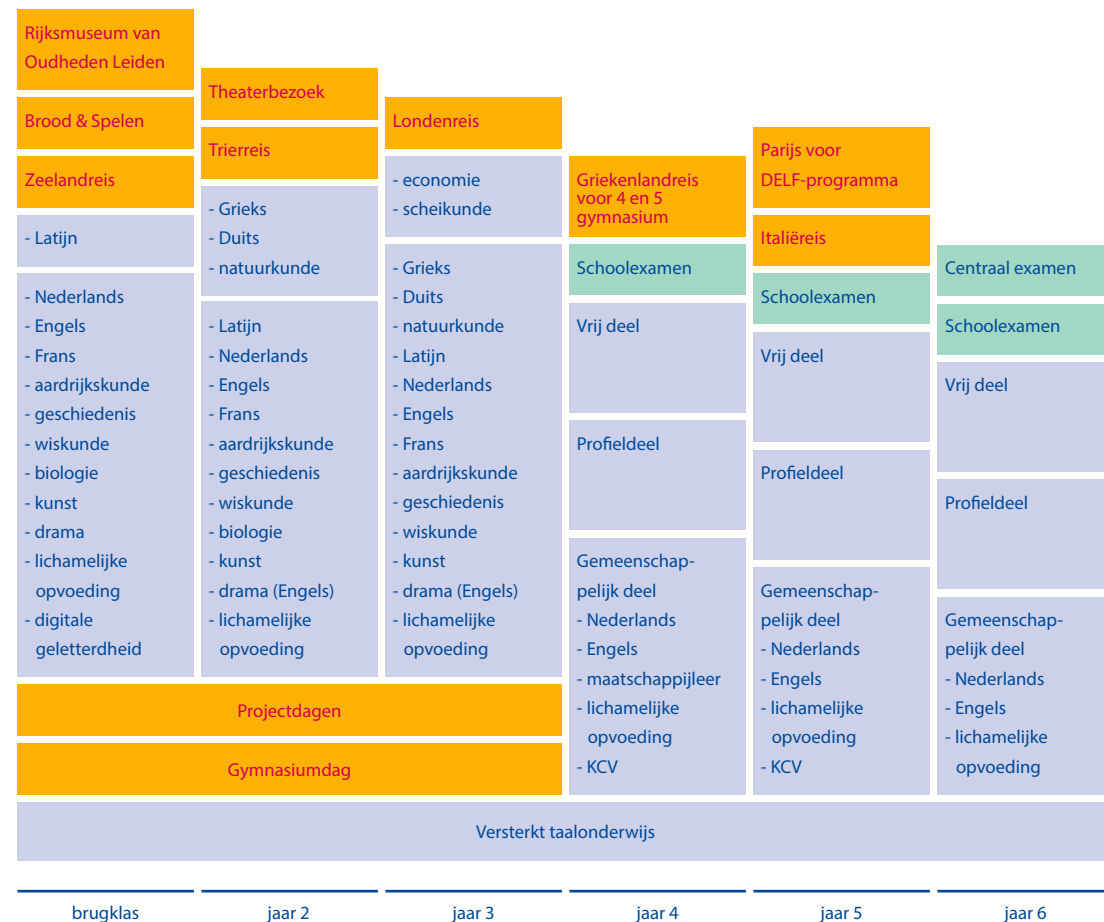 Rijksmuseum van
Oudheden Leiden
Brood & Spelen
Zeelandreis
- Latijn
- Nederlands
- Engels
- Frans
- aardrijkskunde
- geschiedenis
- wiskunde
- biologie
- kunst
- drama
- lichamelijke
opvoeding
- digitale
geletterdheid
Theaterbezoek
Trierreis
- Grieks
- Duits
- natuurkunde
- Latijn
- Nederlands
- Engels
- Frans
- aardrijkskunde
- geschiedenis
- wiskunde
- biologie
- kunst
- drama (Engels)
- lichamelijke
opvoeding
Londenreis
- economie
- scheikunde
- Grieks
- Duits
- natuurkunde
- Latijn
- Nederlands
- Engels
- Frans
- aardrijkskunde
- geschiedenis
- wiskunde
- kunst
- drama (Engels)
- lichamelijke
opvoeding
Projectdagen
Gymnasiumdag
Griekenlandreis
voor 4 en 5
gymnasium
Schoolexamen
Vrij deel
Profieldeel
Gemeenschap-
pelijk deel
- Nederlands
- Engels
- maatschappijleer
- lichamelijke
opvoeding
- KCV
Parijs voor
DELF-programma
Italiëreis
Schoolexamen
Vrij deel
Profieldeel
Gemeenschap-
pelijk deel
- Nederlands
- Engels
- lichamelijke
opvoeding
- KCV
Centraal examen
Schoolexamen
Vrij deel
Profieldeel
Gemeenschap-
pelijk deel
- Nederlands
- Engels
- lichamelijke
opvoeding
Versterkt taalonderwijs
brugklas
jaar 2
jaar 3
jaar 4
jaar 5
jaar 6